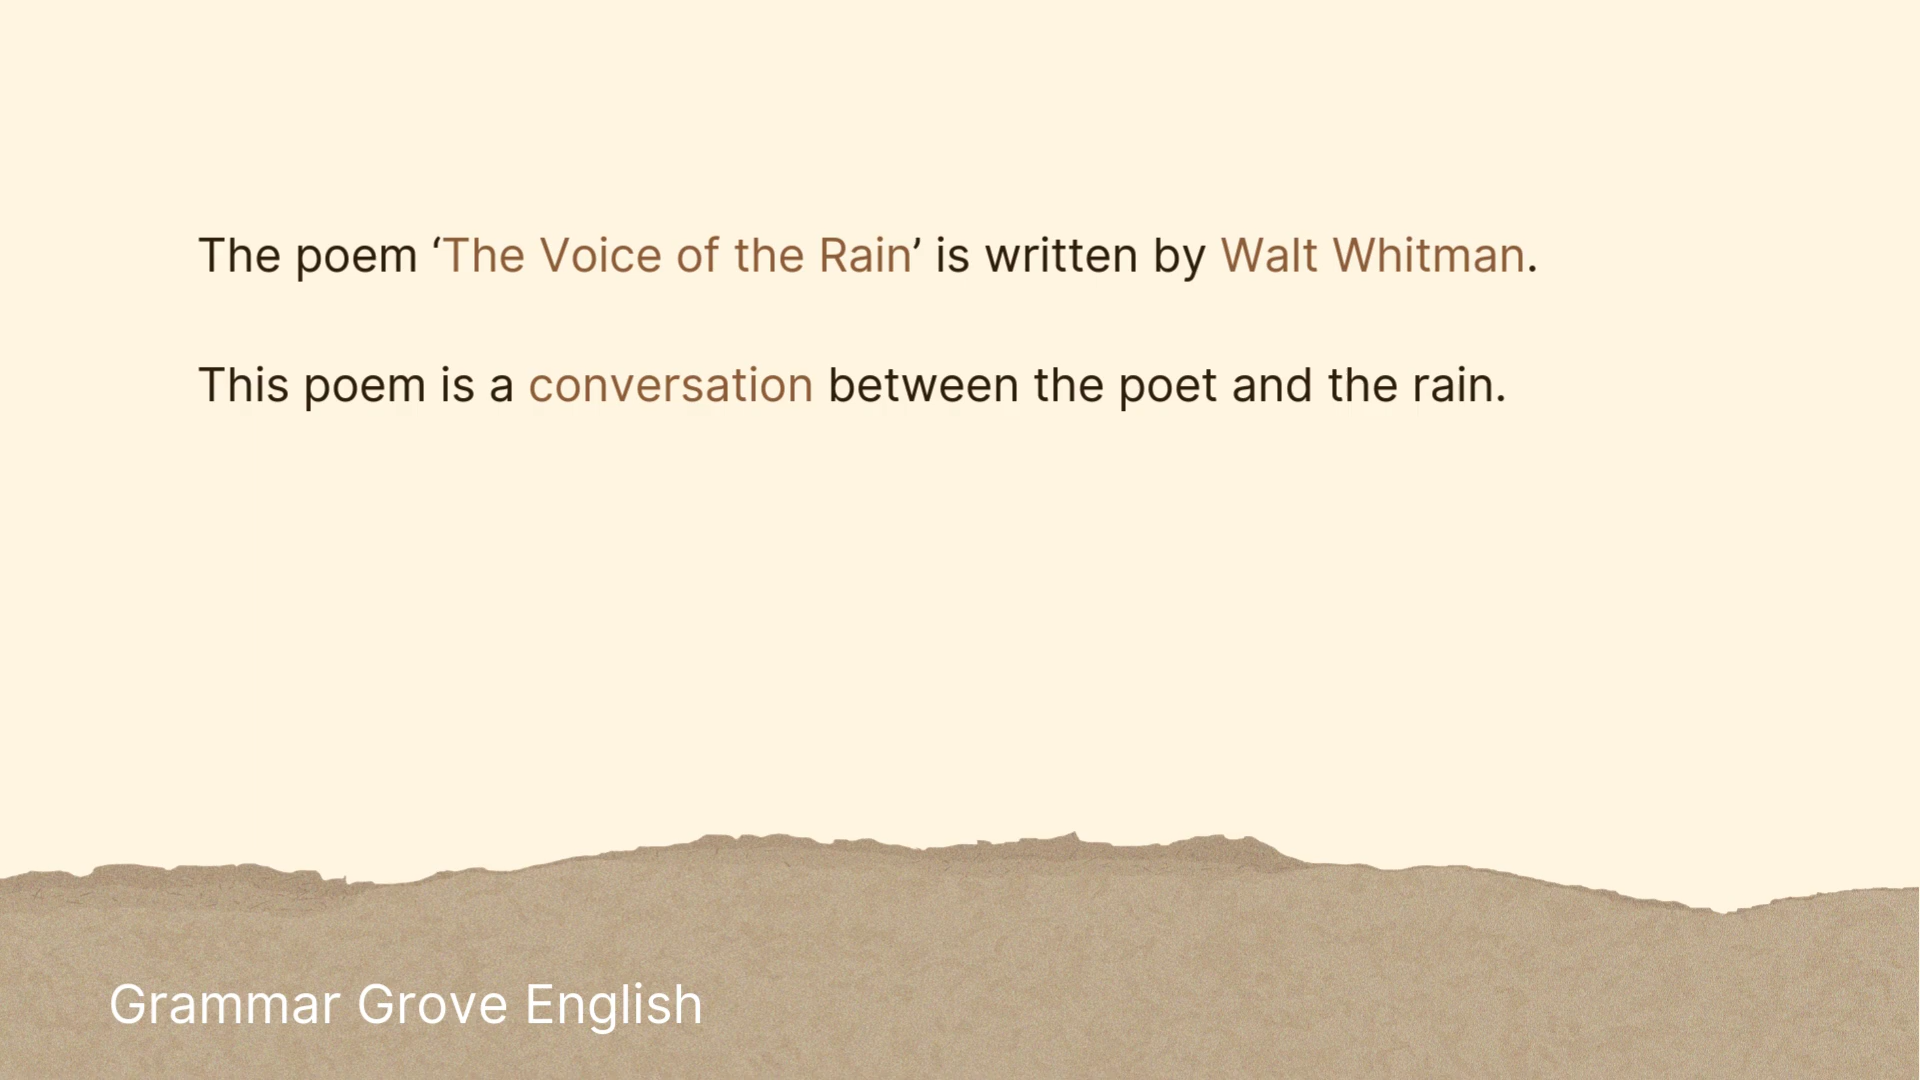 The poem ‘The Voice of the Rain’ is written by Walt Whitman.
This poem is a conversation between the poet and the rain.
Grammar Grove English